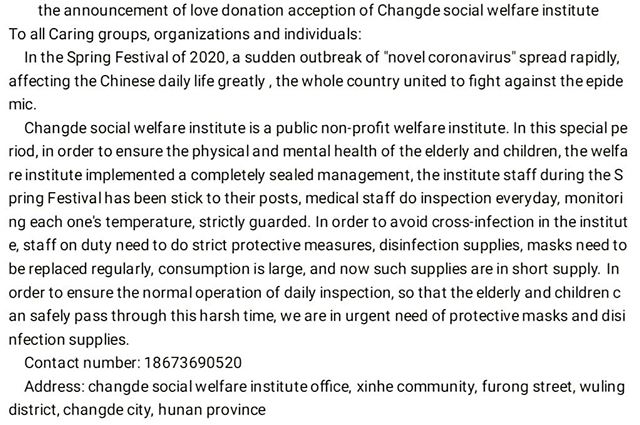 the announcement of love donation acception of Changde social welfare institute
To all Caring groups, organizations and individuals:
In the Spring Festival of 2020, a sudden outbreak of "novel coronavirus" spread rapidly,
affecting the Chinese daily life greatly , the whole country united to fight against the epide
mic.
Changde social welfare institute is a public non-profit welfare institute. In this special pe
riod, in order to ensure the physical and mental health of the elderly and children, the welfa
re institute implemented a completely sealed management, the institute staff during the S
pring Festival has been stick to their posts, medical staff do inspection everyday, monitori
ng each one's temperature, strictly guarded. In order to avoid cross-infection in the institut
e, staff on duty need to do strict protective measures, disinfection supplies, masks need to
be replaced regularly, consumption is large, and now such supplies are in short supply. In
order to ensure the normal operation of daily inspection, so that the elderly and children c
an safely pass through this harsh time, we are in urgent need of protective masks and disi
nfection supplies.
Contact number: 18673690520
Address: changde social welfare institute office, xinhe community, furong street, wuling
district, changde city, hunan province